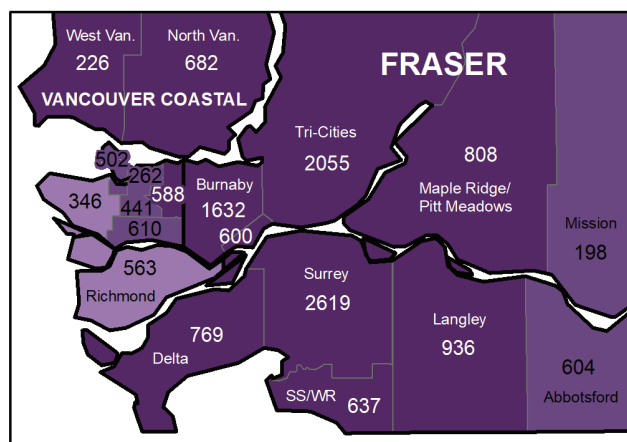 West Van.
226
North Van.
682
VANCOUVER COASTAL
FRASER
Tri-Cities
2055
808
Maple Ridge/
Pitt Meadows
502
262
588
346
441
610
Burnaby
1632
600
Mission
198
563
Richmond
Surrey
2619
769
Delta
Langley
936
604
Abbotsford
SS/WR
637